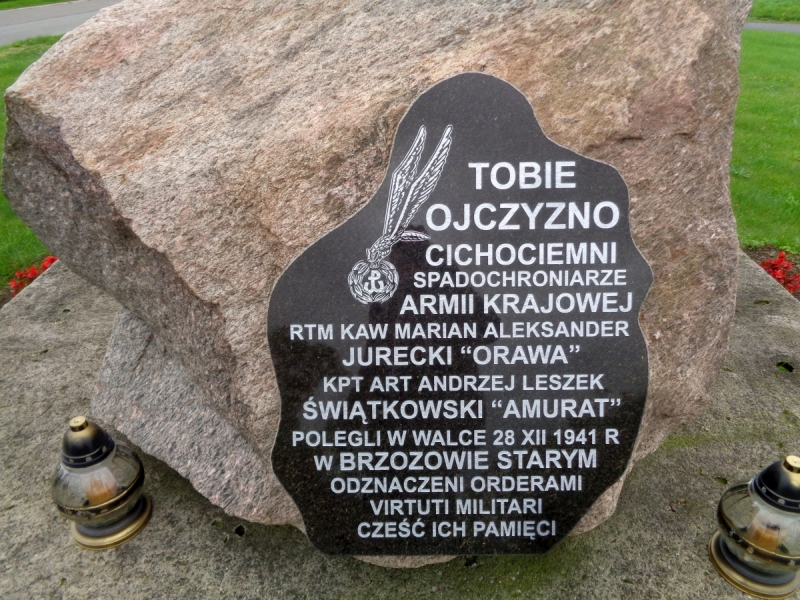 TOBIE
OJCZYZNO
CICHOCIEMNI
SPADOCHRONIARZE
ARMII KRAJOWEJ
RTM KAW MARIAN ALEKSANDER
JURECKI “ORAWA”
KPT ART ANDRZEJ LESZEK
ŚWIĄTKOWSKI “AMURAT”
POLEGLI W WALCE 28 XII 1941 R
W BRZOZOWIE STARYM
ODZNACZENI ORDERAMI
VIRTUTI MILITARI
CZEŚĆ ICH PAMIĘCI